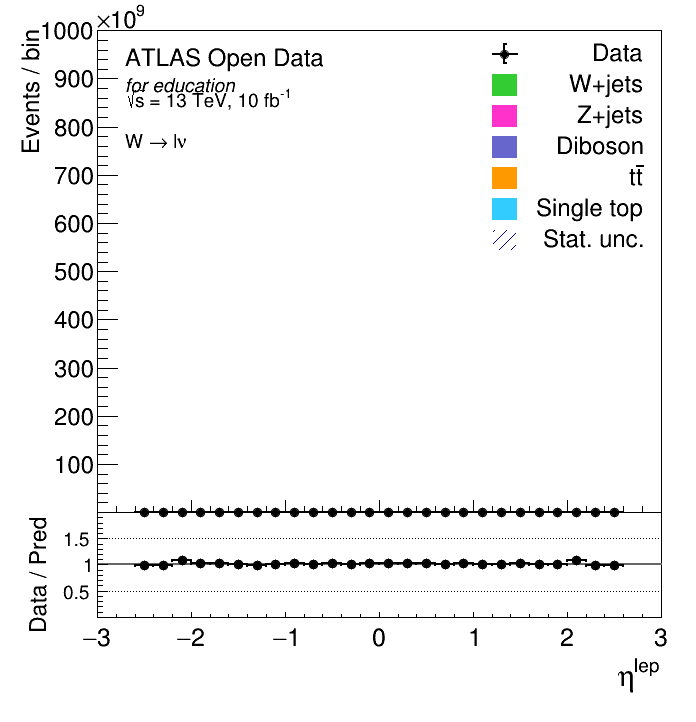 ×10⁹
1000
900
800
700
600
500
400
300
200
100
Events / bin
ATLAS Open Data
for education
√s = 13 TeV, 10 fb⁻¹
W → lν
Data
W+jets
Z+jets
Diboson
tt̄
Single top
Stat. unc.
1.5
1
0.5
Data / Pred
−3 −2 −1 0 1 2 3
η^lep